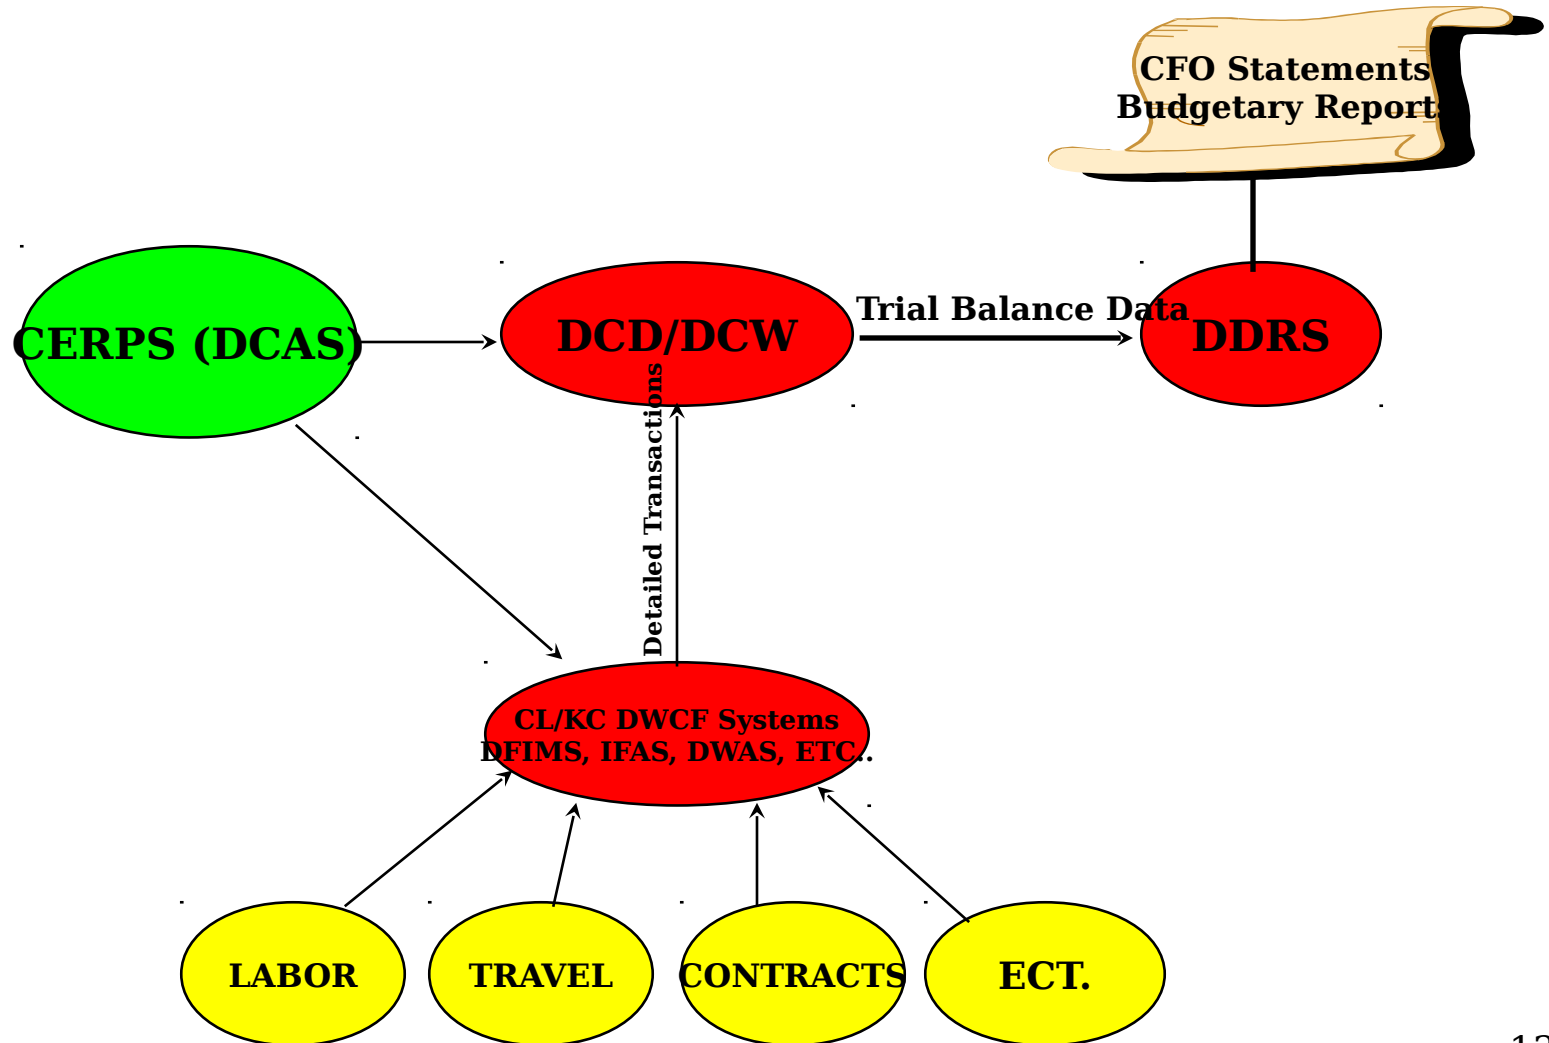 CFO Statements
Budgetary Reports
CERPS (DCAS)
DCD/DCW
Trial Balance Data
DDRS
Detailed Transactions
CL/KC DWCF Systems
DFIMS, IFAS, DWAS, ETC..
LABOR
TRAVEL
CONTRACTS
ECT.